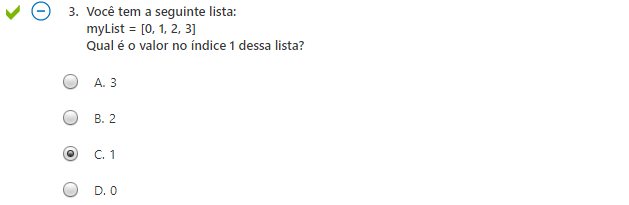 3. Você tem a seguinte lista:
myList = [0, 1, 2, 3]
Qual é o valor no índice 1 dessa lista?
A. 3
B. 2
C. 1
D. 0